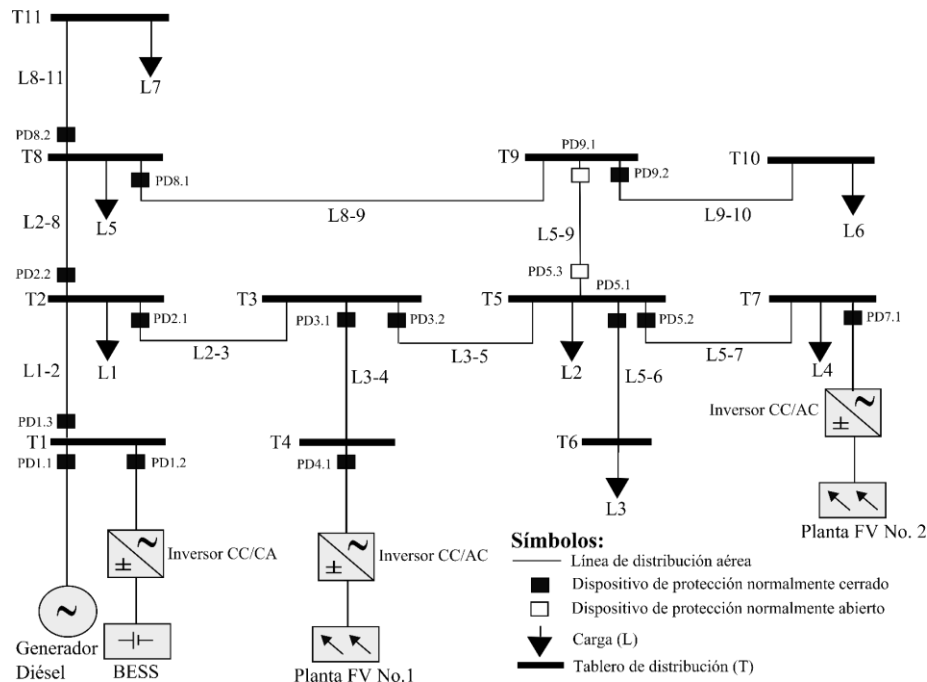 T11
L8-11
L7
PD8.2
T8
PD8.1
T9
PD9.1
PD9.2
T10
L2-8
L5
L8-9
L5-9
L9-10
L6
PD2.2
PD5.3
PD5.1
T2
PD2.1
T3
PD3.1
PD3.2
T5
PD5.2
T7
PD7.1
L1-2
L1
L2-3
L3-4
L3-5
L2
L5-6
L5-7
L4
Inversor CC/AC
PD1.3
T1
PD1.1
PD1.2
T4
PD4.1
T6
L3
Planta FV No. 2
Inversor CC/CA
Inversor CC/AC
Símbolos:
Línea de distribución aérea
Dispositivo de protección normalmente cerrado
Dispositivo de protección normalmente abierto
Carga (L)
Tablero de distribución (T)
Generador
Diésel
BESS
Planta FV No.1